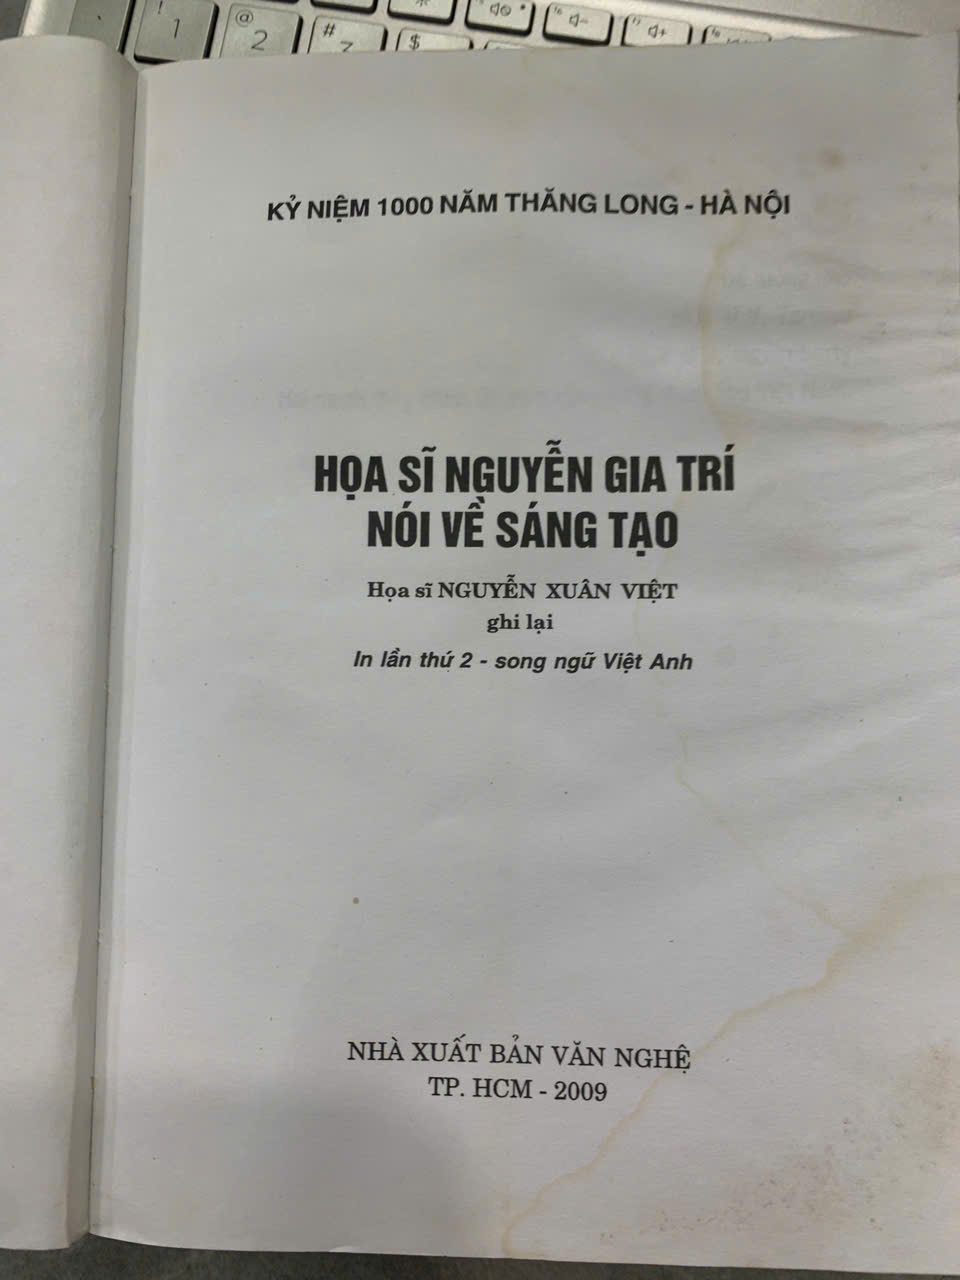 !
1
@
2
#
$
KỶ NIỆM 1000 NĂM THĂNG LONG - HÀ NỘI
HỌA SĨ NGUYỄN GIA TRÍ
NÓI VỀ SÁNG TẠO
Họa sĩ NGUYỄN XUÂN VIỆT
ghi lại
In lần thứ 2 - song ngữ Việt Anh
NHÀ XUẤT BẢN VĂN NGHỆ
TP. HCM - 2009